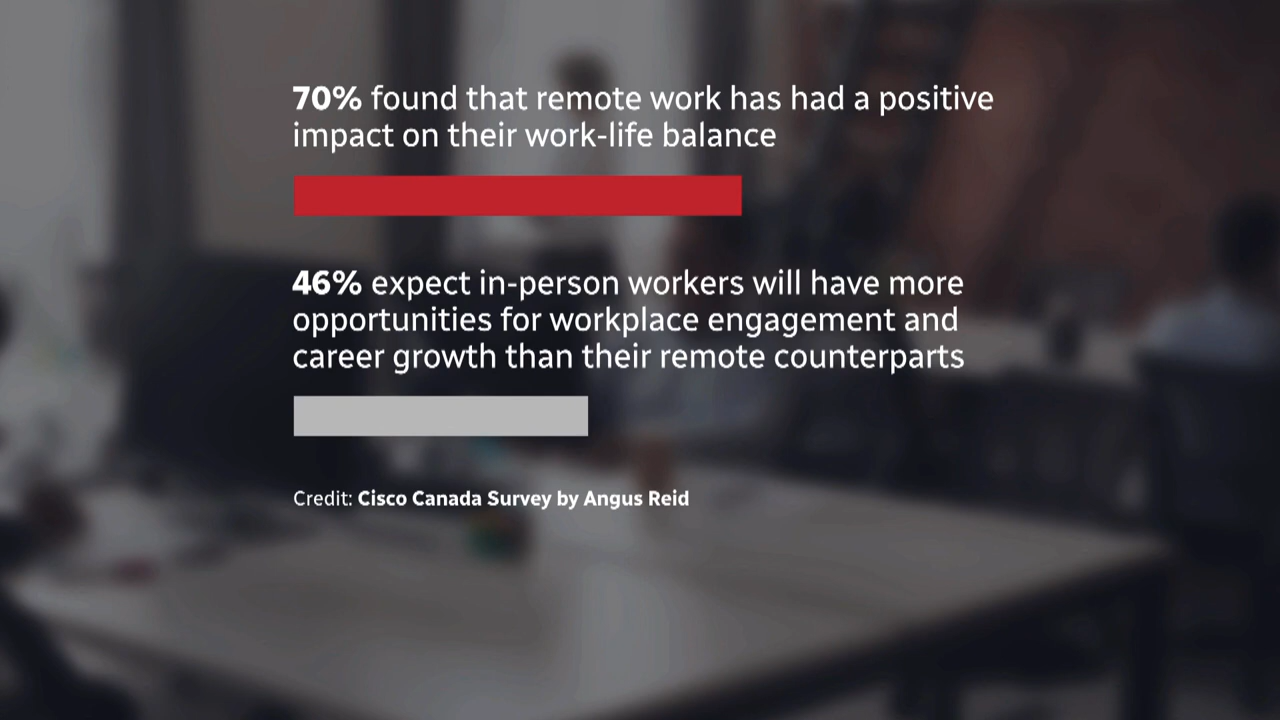 70% found that remote work has had a positive
impact on their work-life balance
46% expect in-person workers will have more
opportunities for workplace engagement and
career growth than their remote counterparts
Credit: Cisco Canada Survey by Angus Reid